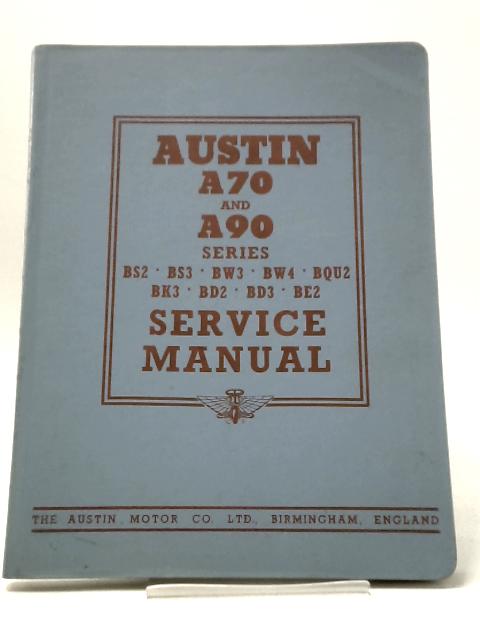 AUSTIN
A70
AND
A90
SERIES
BS2 · BS3 · BW3 · BW4 · BQU2
BK3 · BD2 · BD3 · BE2
SERVICE
MANUAL
THE AUSTIN MOTOR CO. LTD., BIRMINGHAM, ENGLAND